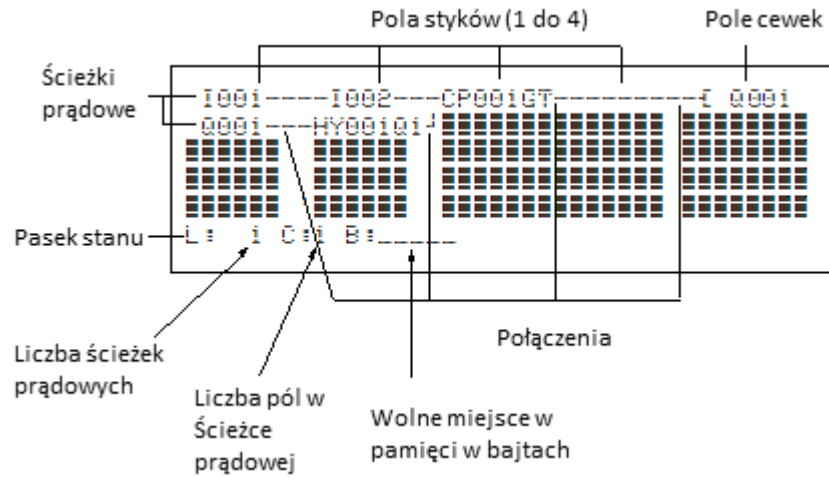 Pola styków (1 do 4)
Pole cewek
Ścieżki
prądowe
I001----I002---CP001GT---------[ Q001
Q001---HY001Q1┘
Pasek stanu
L: 1 C:1 B:_____
Połączenia
Liczba ścieżek
prądowych
Liczba pól w
Ścieżce
prądowej
Wolne miejsce w
pamięci w bajtach